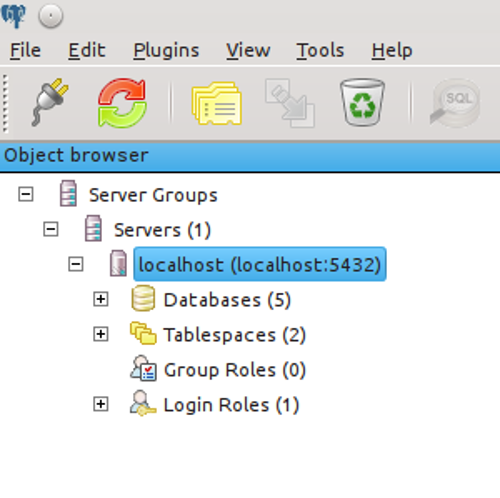 File Edit Plugins View Tools Help
SQL
Object browser
Server Groups
Servers (1)
localhost (localhost:5432)
Databases (5)
Tablespaces (2)
Group Roles (0)
Login Roles (1)